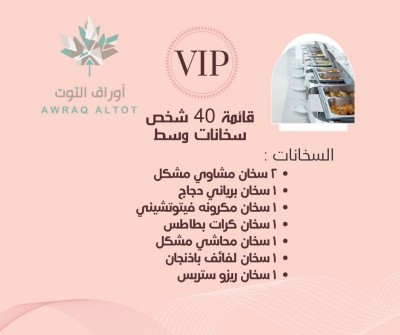 أوراق التوت
AWRAQ ALTOT
VIP
قائمة 40 شخص
سخانات وسط
السخانات :
• ٢ سخان مشاوي مشكل
• ١ سخان برياني دجاج
• ١ سخان مكرونه فيتوتشيني
• ١ سخان كرات بطاطس
• ١ سخان محاشي مشكل
• ١ سخان لفائف باذنجان
• ١ سخان ريزو ستربس